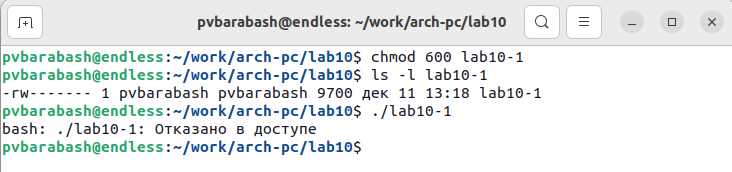 pvbarabash@endless: ~/work/arch-pc/lab10
pvbarabash@endless:~/work/arch-pc/lab10$ chmod 600 lab10-1
pvbarabash@endless:~/work/arch-pc/lab10$ ls -l lab10-1
-rw------- 1 pvbarabash pvbarabash 9700 дек 11 13:18 lab10-1
pvbarabash@endless:~/work/arch-pc/lab10$ ./lab10-1
bash: ./lab10-1: Отказано в доступе
pvbarabash@endless:~/work/arch-pc/lab10$